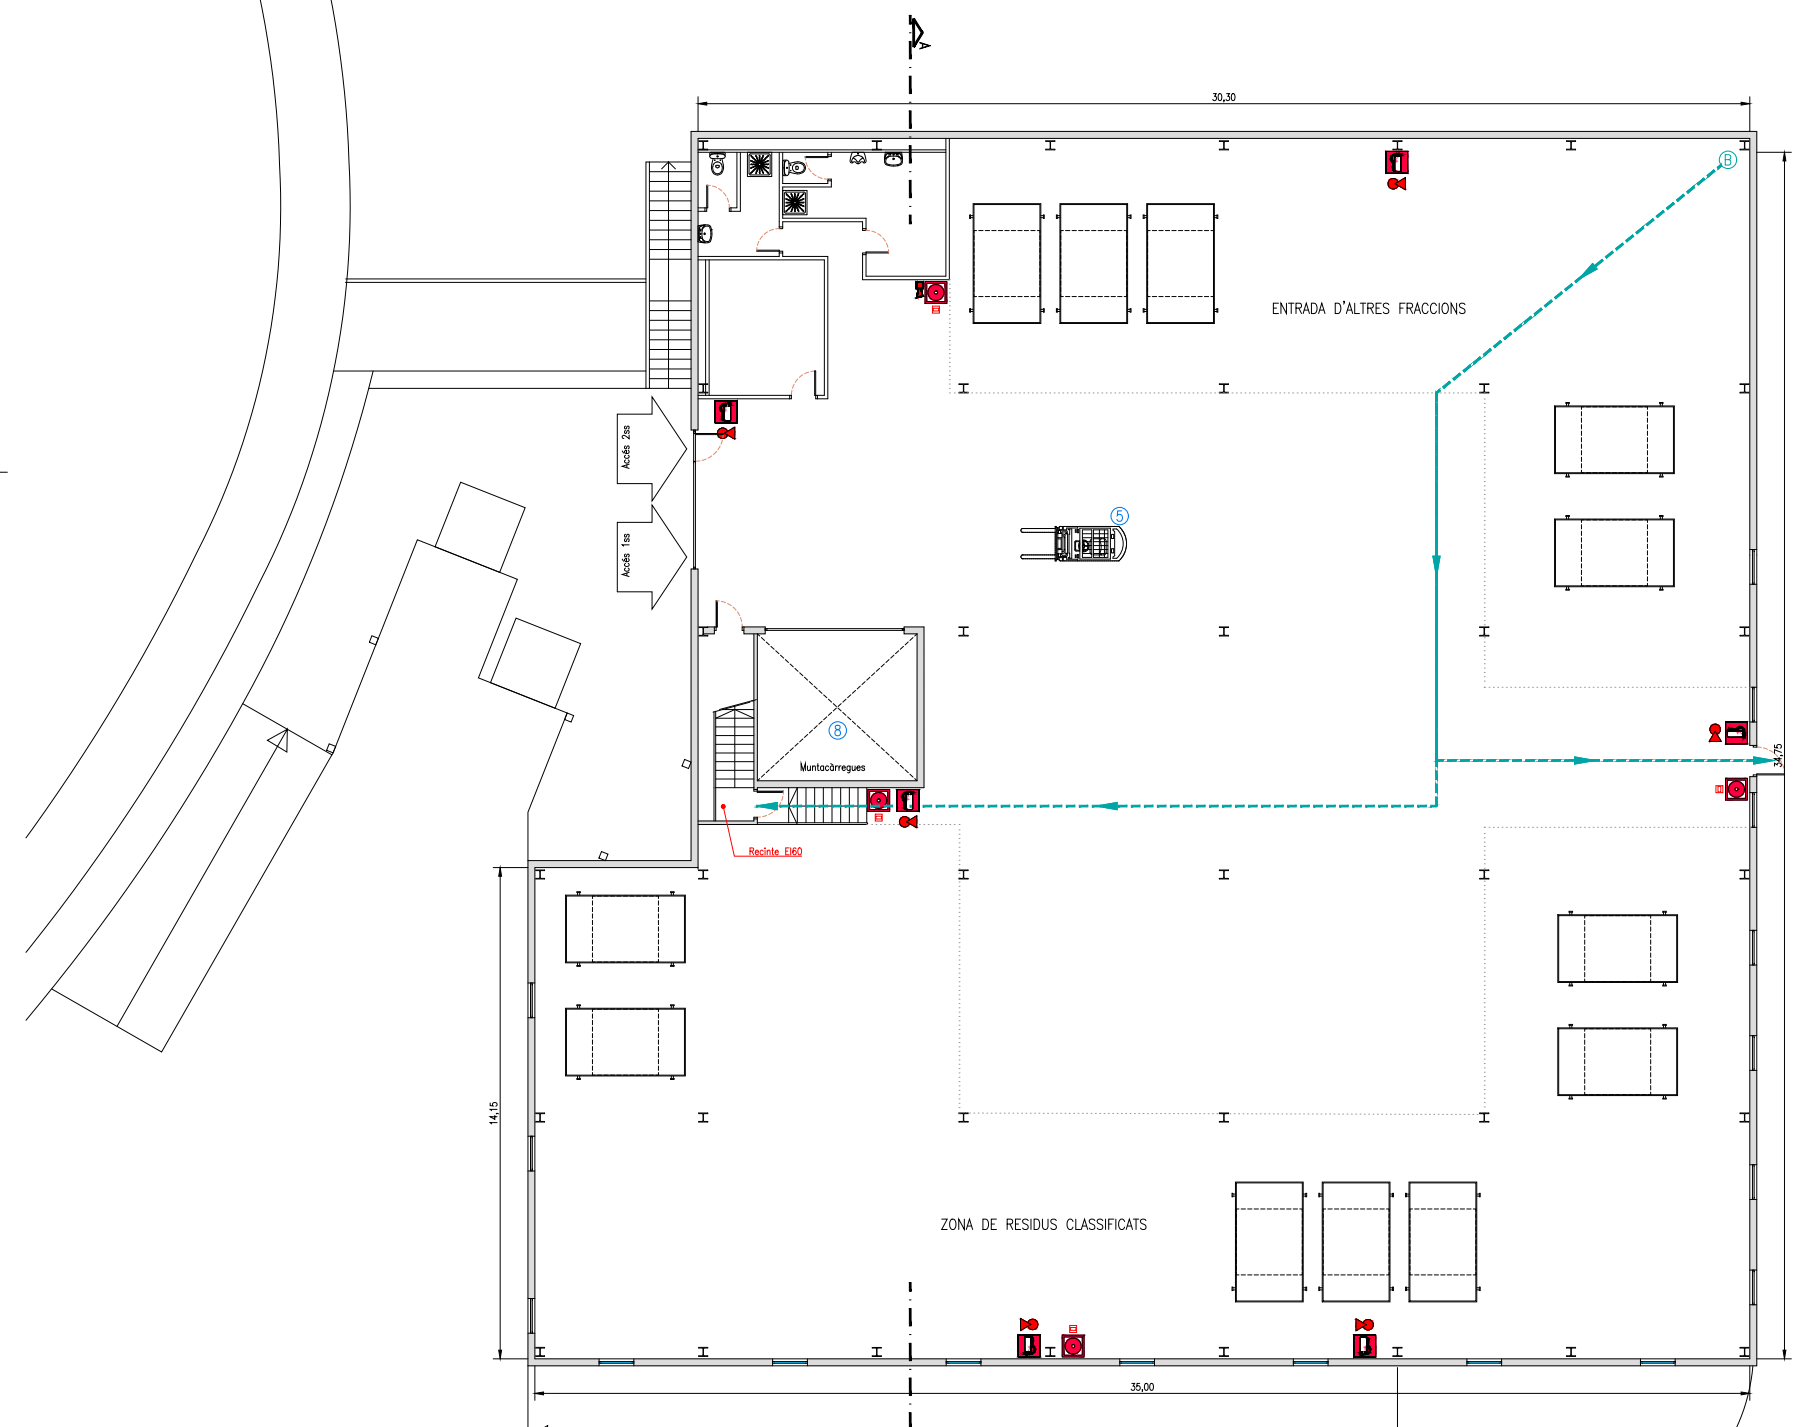 A
30,30
B
ENTRADA D'ALTRES FRACCIONS
Accés 2ss
5
Accés 1ss
8
Muntacàrregues
34,75
Recinte EI60
14,15
ZONA DE RESIDUS CLASSIFICATS
35,00